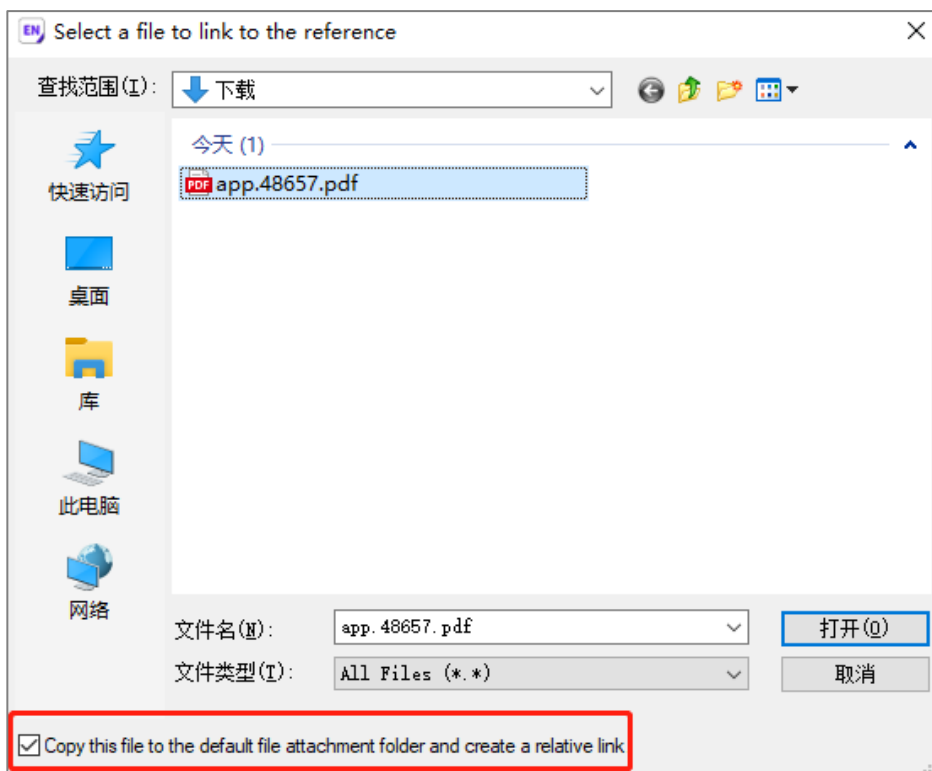 EN Select a file to link to the reference
查找范围(I): 下载
今天 (1)
PDF app.48657.pdf
快速访问
桌面
库
此电脑
网络
文件名(N): app.48657.pdf 打开(O)
文件类型(T): All Files (*.*) 取消
Copy this file to the default file attachment folder and create a relative link